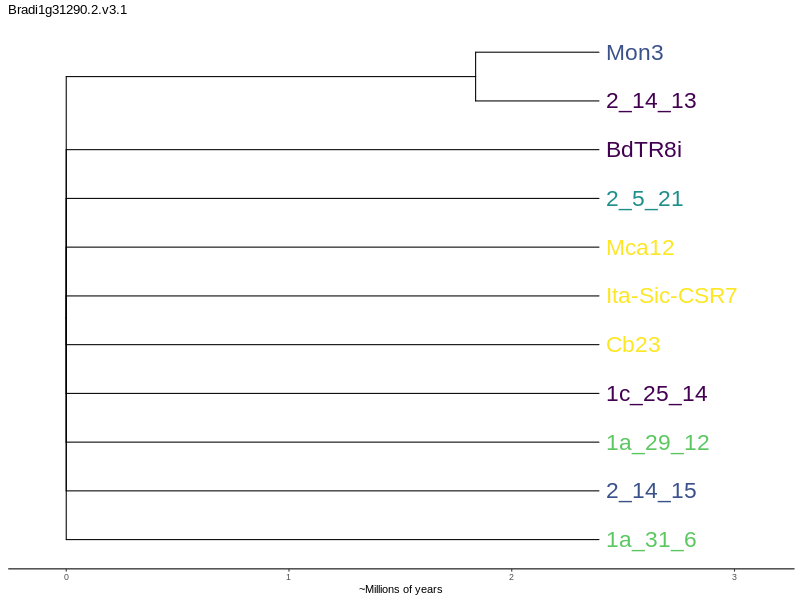 Bradi1g31290.2.v3.1
Mon3
2_14_13
BdTR8i
2_5_21
Mca12
Ita-Sic-CSR7
Cb23
1c_25_14
1a_29_12
2_14_15
1a_31_6
0 1 2 3
~Millions of years